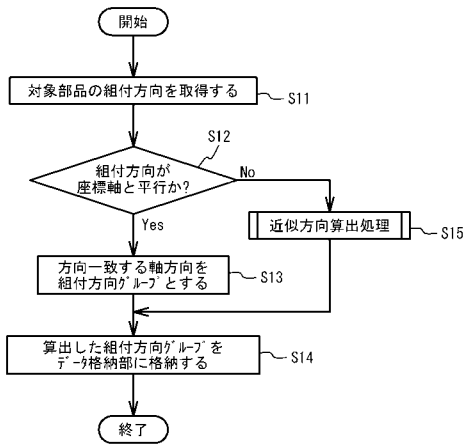 開始
対象部品の組付方向を取得する
S11
S12
組付方向が
座標軸と平行か?
No
Yes
近似方向算出処理
S15
方向一致する軸方向を
組付方向ｸﾞﾙｰﾌﾟとする
S13
算出した組付方向ｸﾞﾙｰﾌﾟを
ﾃﾞｰﾀ格納部に格納する
S14
終了